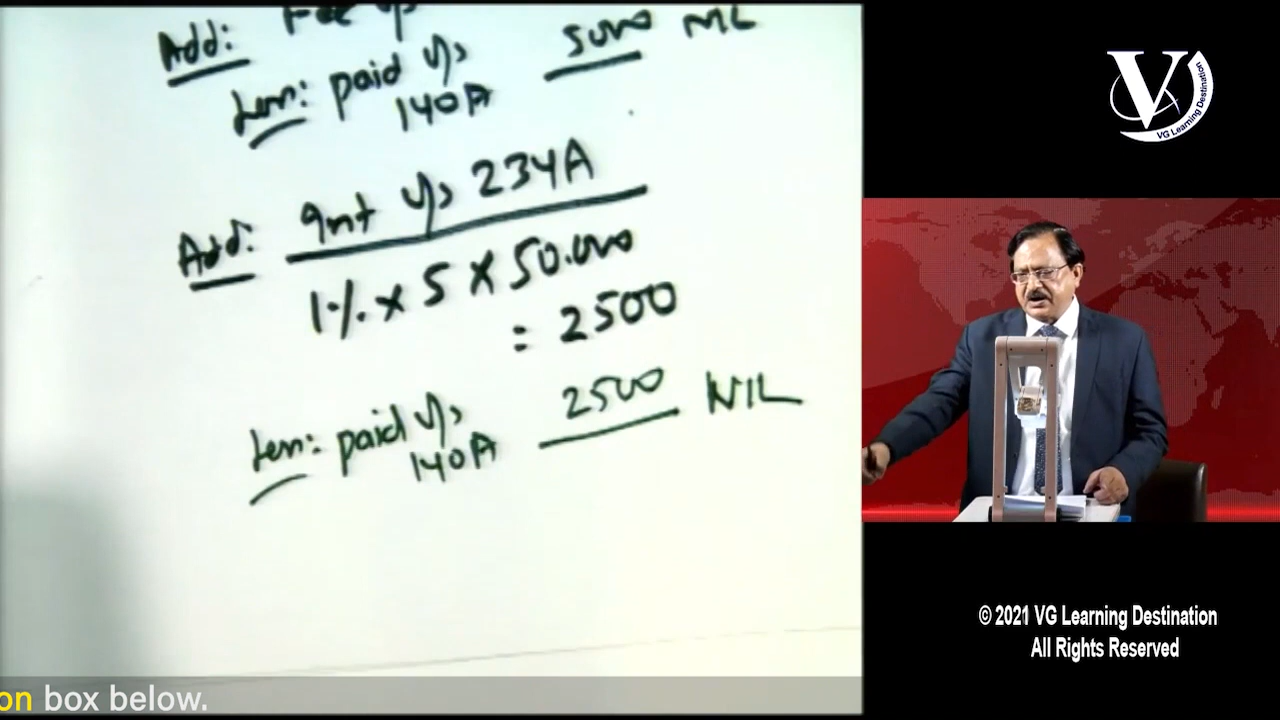 Add: Fee u/s
Less: paid u/s 5000 NIL
140A
Add: Int u/s 234A
1% x 5 x 50.000
= 2500
Less: paid u/s 2500 NIL
140A
V
VG Learning Destination
© 2021 VG Learning Destination
All Rights Reserved
on box below.